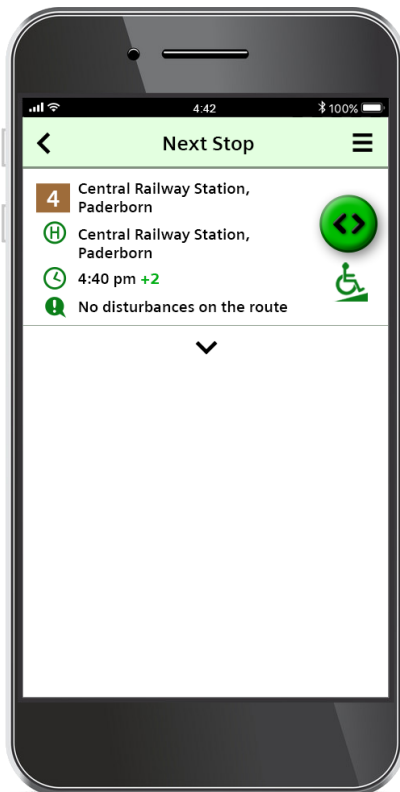 4:42
100%
Next Stop
4
Central Railway Station,
Paderborn
H
Central Railway Station,
Paderborn
4:40 pm +2
No disturbances on the route